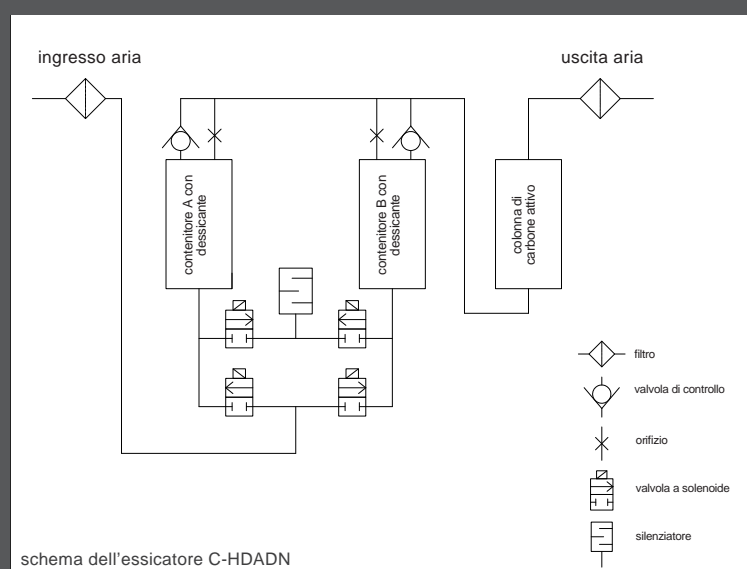 ingresso aria
uscita aria
contenitore A con
dessicante
contenitore B con
dessicante
colonna di
carbone attivo
filtro
valvola di controllo
orifizio
valvola a solenoide
silenziatore
schema dell'essicatore C-HDADN